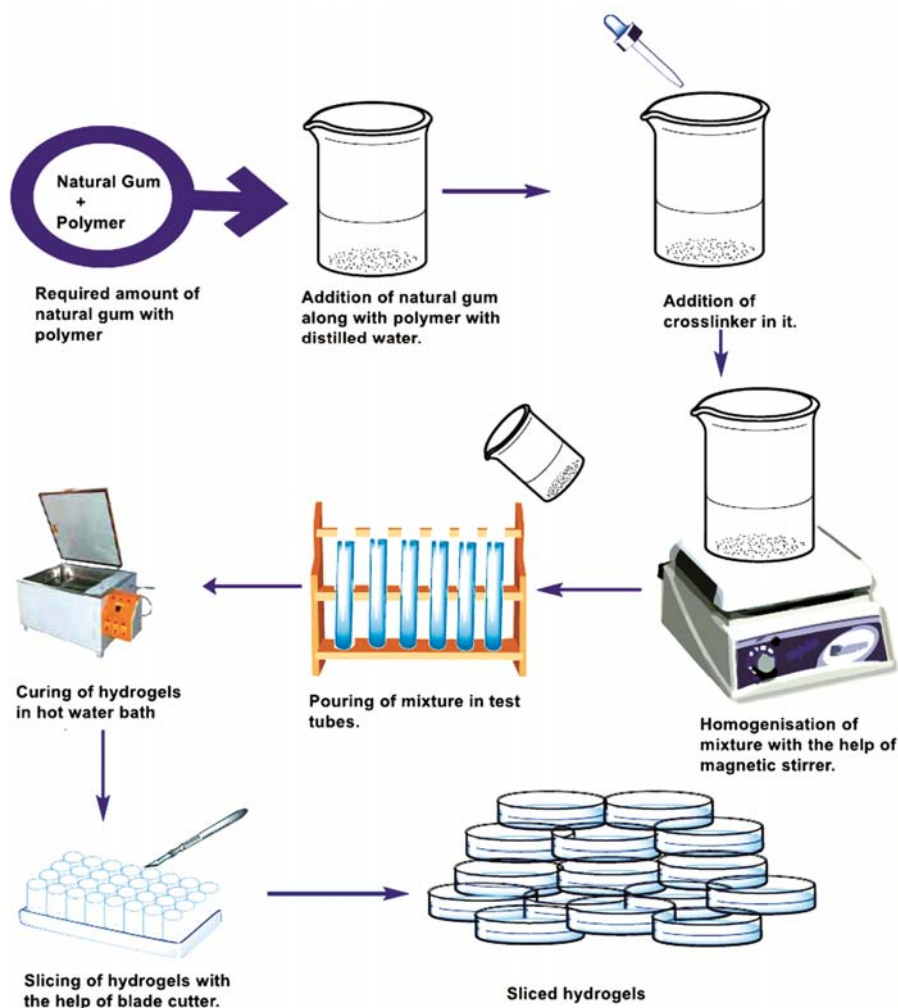 Natural Gum
+
Polymer
Required amount of
natural gum with
polymer
Addition of natural gum
along with polymer with
distilled water.
Addition of
crosslinker in it.
Homogenisation of
mixture with the help of
magnetic stirrer.
Pouring of mixture in test
tubes.
Curing of hydrogels
in hot water bath
Slicing of hydrogels with
the help of blade cutter.
Sliced hydrogels